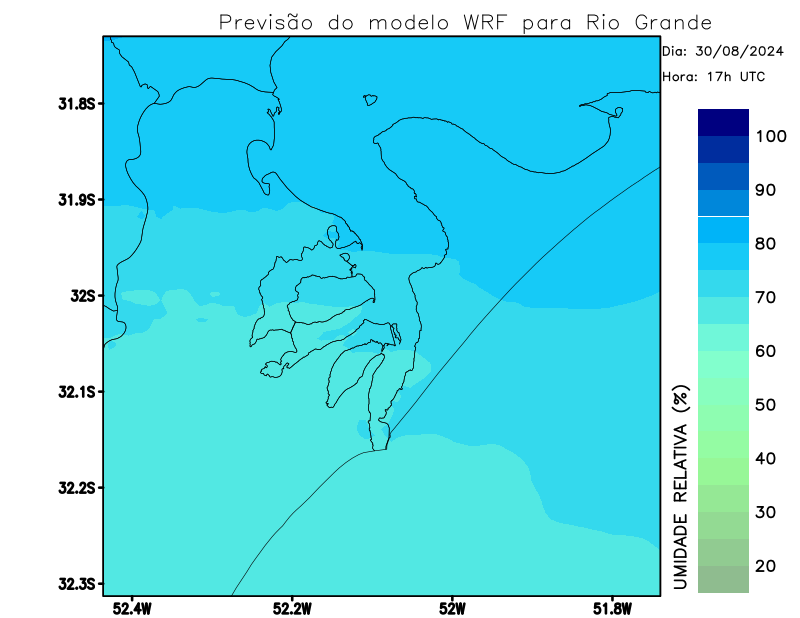 Previsão do modelo WRF para Rio Grande
Dia: 30/08/2024
Hora: 17h UTC
31.8S
31.9S
32S
32.1S
32.2S
32.3S
52.4W
52.2W
52W
51.8W
100
90
80
70
60
50
40
30
20
UMIDADE RELATIVA (%)